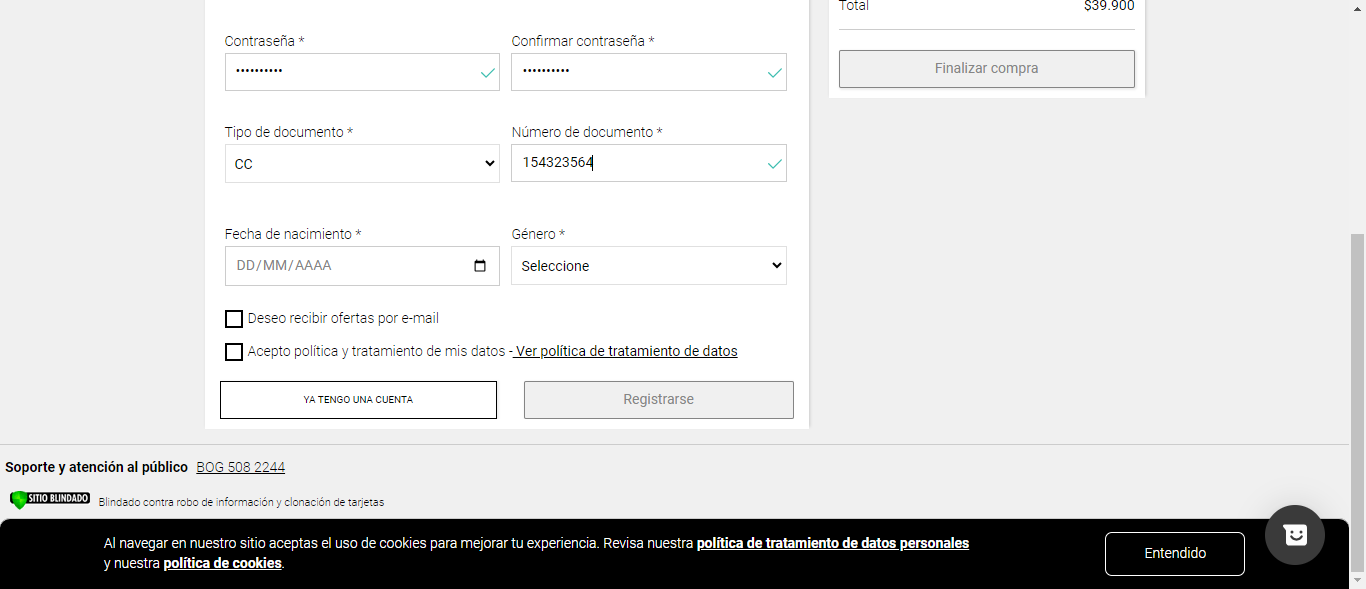 Total $39.900
Contraseña * Confirmar contraseña *
•••••••••• ••••••••••
Finalizar compra
Tipo de documento * Número de documento *
CC 154323564
Fecha de nacimiento * Género *
DD/MM/AAAA Seleccione
Deseo recibir ofertas por e-mail
Acepto política y tratamiento de mis datos - Ver política de tratamiento de datos
YA TENGO UNA CUENTA Registrarse
Soporte y atención al público BOG 508 2244
SITIO BLINDADO Blindado contra robo de información y clonación de tarjetas
Al navegar en nuestro sitio aceptas el uso de cookies para mejorar tu experiencia. Revisa nuestra política de tratamiento de datos personales
y nuestra política de cookies.
Entendido